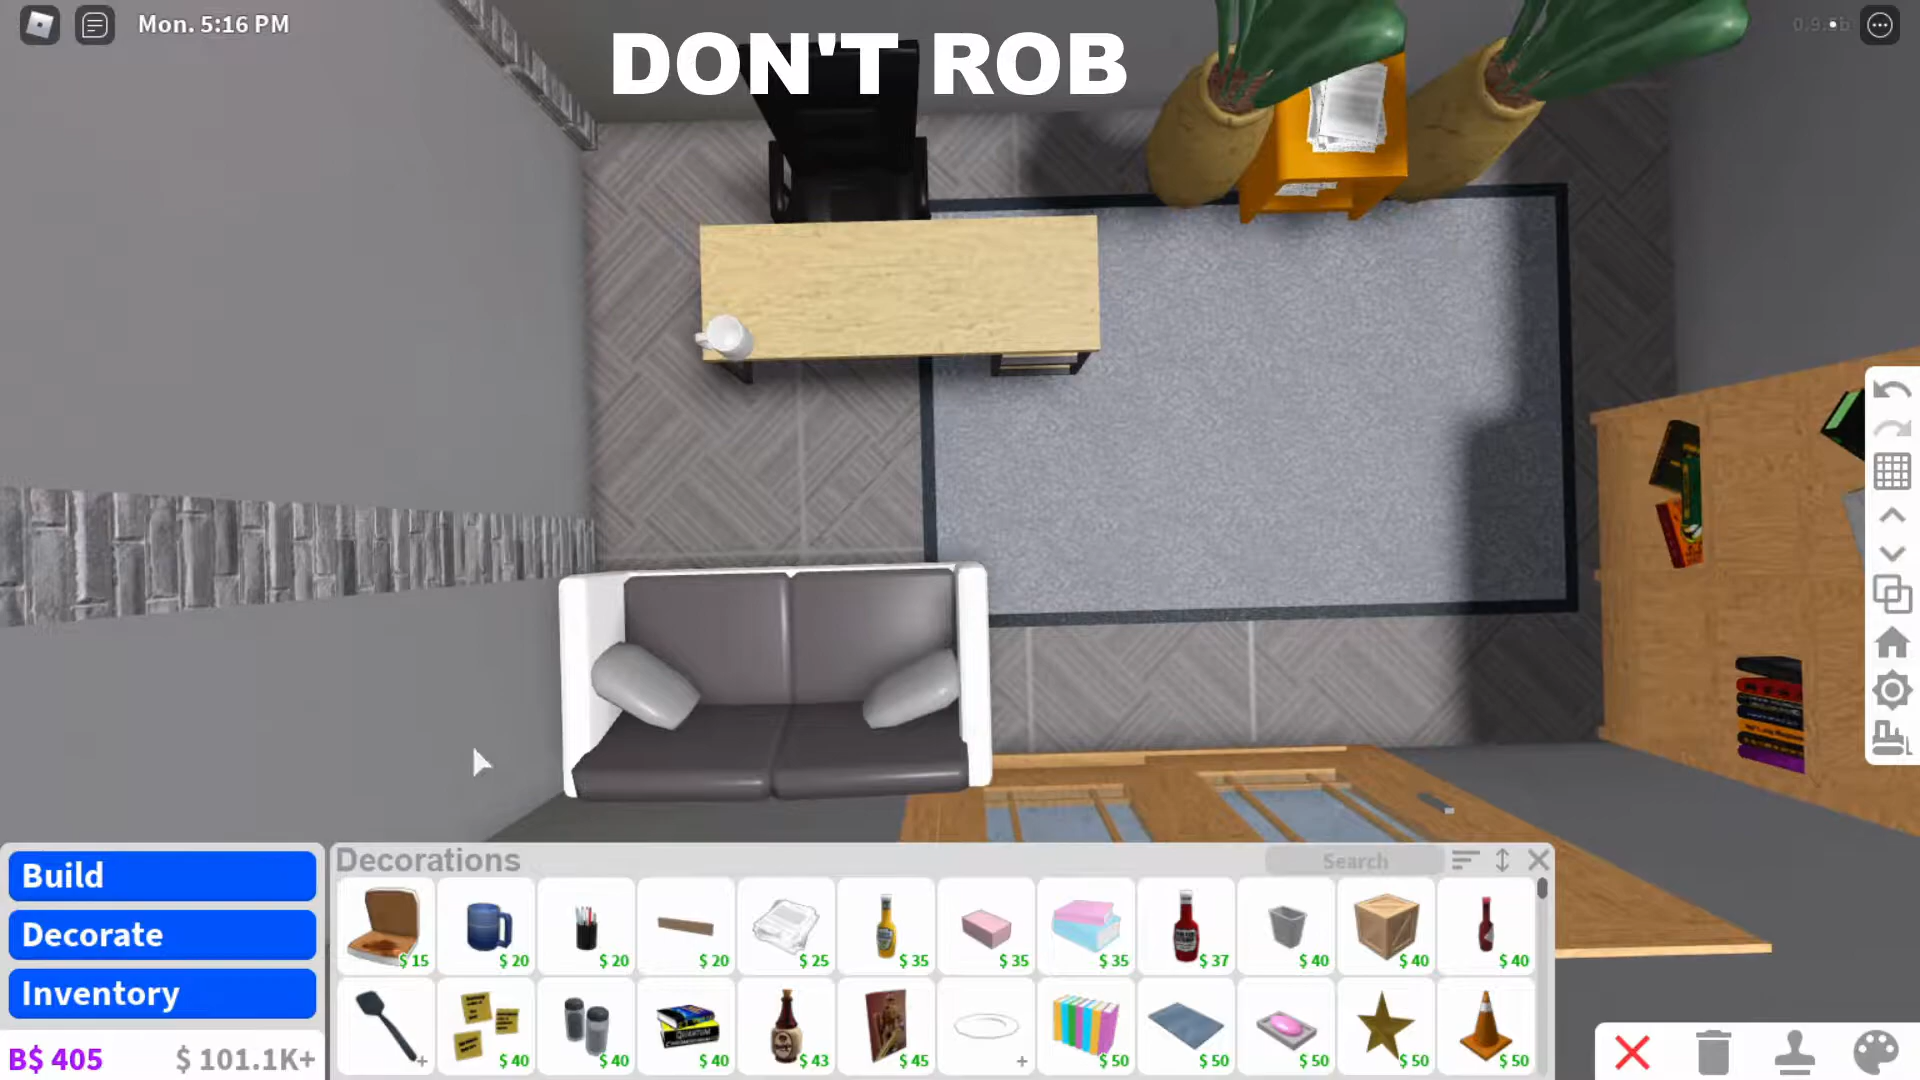 Mon. 5:16 PM
DON'T ROB
Build
Decorate
Inventory
B$ 405
$ 101.1K+
Decorations
Search
$ 15
$ 20
$ 20
$ 20
$ 25
$ 35
$ 35
$ 35
$ 37
$ 40
$ 40
$ 40
+
$ 40
$ 40
$ 40
$ 43
$ 45
+
$ 50
$ 50
$ 50
$ 50
$ 50